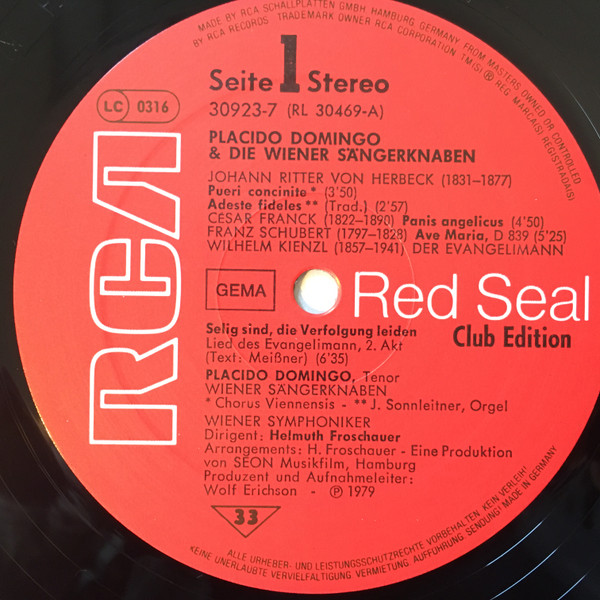 MADE BY RCA SCHALLPLATTEN GMBH HAMBURG GERMANY FROM MASTERS OWNED OR CONTROLLED
BY RCA RECORDS TRADEMARK OWNER RCA CORPORATION TM(S) ® REG. MARCA(S) REGISTRADA(S)
Seite 1 Stereo
LC 0316
30923-7 (RL 30469-A)
PLACIDO DOMINGO
& DIE WIENER SÄNGERKNABEN
JOHANN RITTER VON HERBECK (1831–1877)
Pueri concinite * (3'50)
Adeste fideles ** (Trad.) (2'57)
CÉSAR FRANCK (1822–1890) Panis angelicus (4'50)
FRANZ SCHUBERT (1797–1828) Ave Maria, D 839 (5'25)
WILHELM KIENZL (1857–1941) DER EVANGELIMANN
RCA
GEMA
Red Seal
Club Edition
Selig sind, die Verfolgung leiden
Lied des Evangelimann, 2. Akt
(Text: Meißner) (6'35)
PLACIDO DOMINGO, Tenor
WIENER SÄNGERKNABEN
* Chorus Viennensis - ** J. Sonnleitner, Orgel
WIENER SYMPHONIKER
Dirigent: Helmuth Froschauer
Arrangements: H. Froschauer - Eine Produktion
von SEON Musikfilm, Hamburg
Produzent und Aufnahmeleiter:
Wolf Erichson - ℗ 1979
33
ALLE URHEBER- UND LEISTUNGSSCHUTZRECHTE VORBEHALTEN. KEIN VERLEIH!
KEINE UNERLAUBTE VERVIELFÄLTIGUNG, VERMIETUNG, AUFFÜHRUNG, SENDUNG! MADE IN GERMANY